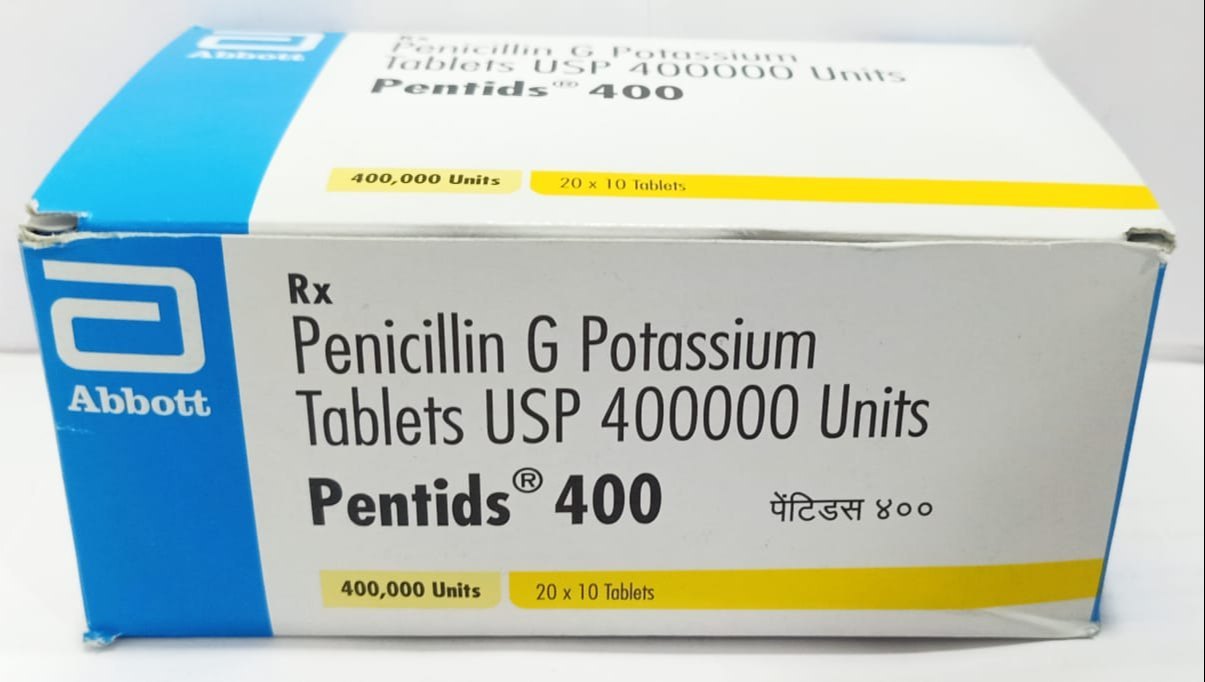 Abbott
Rx
Penicillin G Potassium
Tablets USP 400000 Units
Pentids® 400
400,000 Units
20 x 10 Tablets
Abbott
Rx
Penicillin G Potassium
Tablets USP 400000 Units
Pentids® 400
पेंटिडस ४००
400,000 Units
20 x 10 Tablets